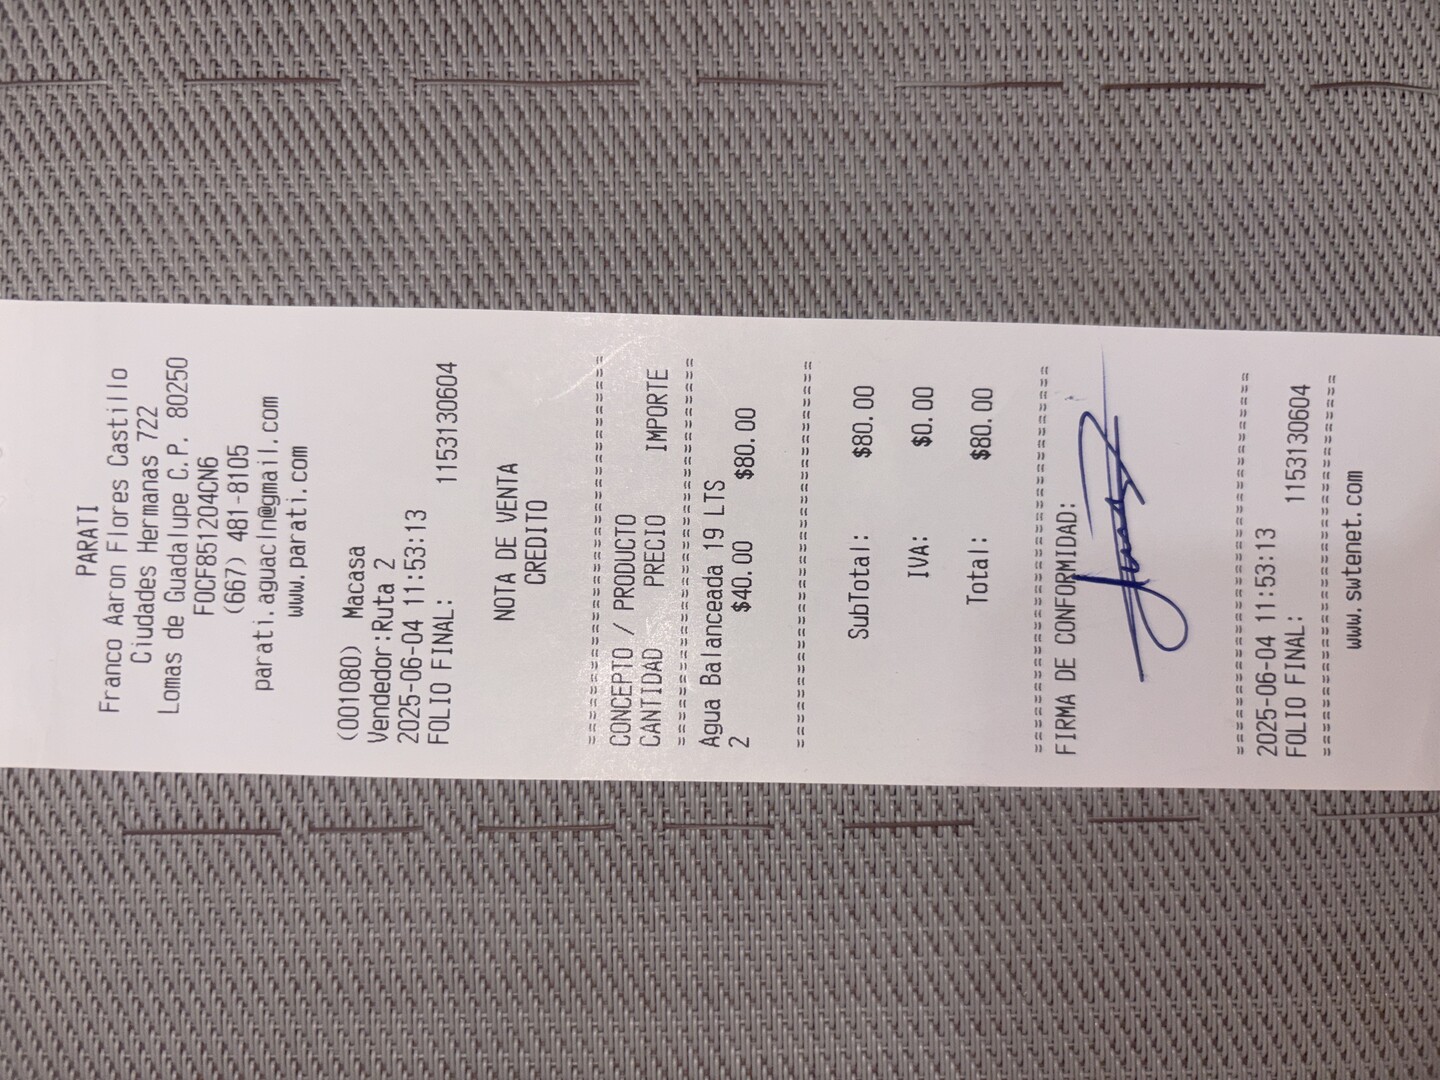 PARATI
Franco Aaron Flores Castillo
Ciudades Hermanas 722
Lomas de Guadalupe C.P. 80250
FOCF851204CN6
(667) 481-8105
parati.aguacln@gmail.com
www.parati.com
(001080) Macasa
Vendedor:Ruta 2
2025-06-04 11:53:13
FOLIO FINAL: 1153130604
NOTA DE VENTA
CREDITO
==============================
CONCEPTO / PRODUCTO
CANTIDAD PRECIO IMPORTE
==============================
Agua Balanceada 19 LTS
2 $40.00 $80.00
==============================
SubTotal: $80.00
IVA: $0.00
Total: $80.00
==============================
FIRMA DE CONFORMIDAD:
==============================
2025-06-04 11:53:13
FOLIO FINAL: 1153130604
==============================
www.swtenet.com